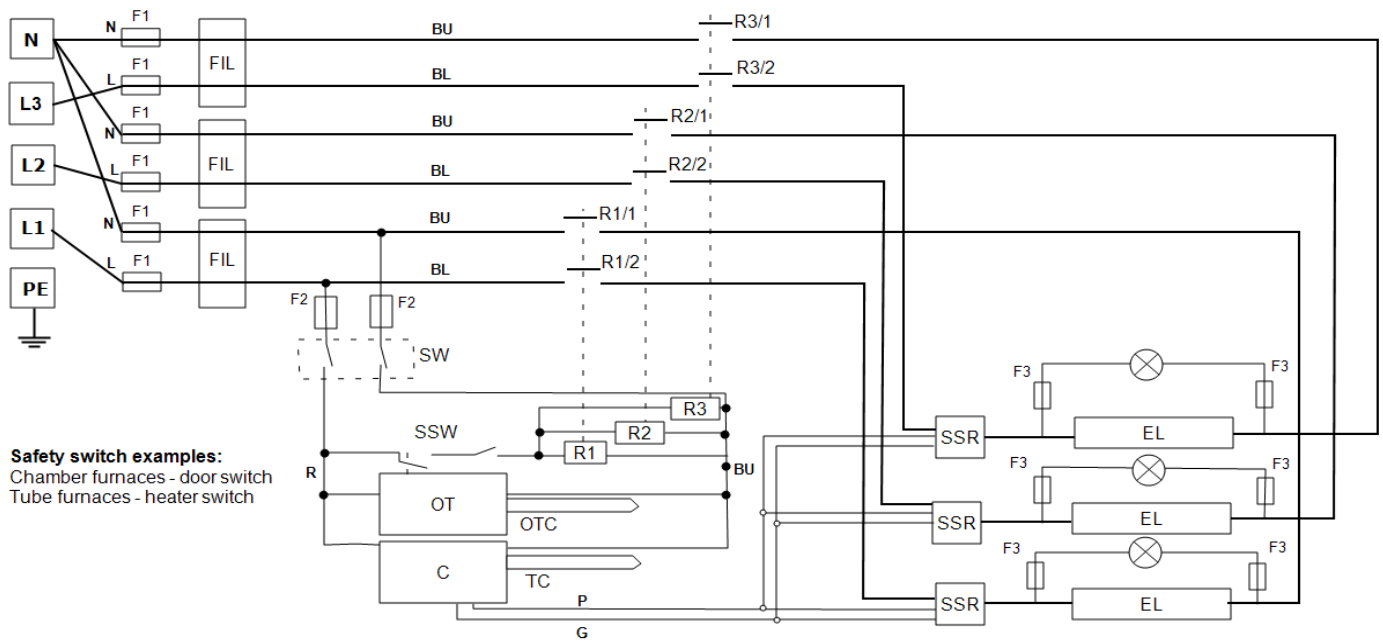 N F1 N BU R3/1
F1 FIL
L3 L BL R3/2
F1 BU R2/1
N
L2 F1 FIL R2/2
L BL
L1 F1 N BU R1/1
F1 FIL
L BL R1/2
PE
F2 F2
SW
F3 F3
R3
SSW R2 SSR EL
R1
Safety switch examples:
Chamber furnaces - door switch
Tube furnaces - heater switch
R BU
F3 F3
OT
OTC SSR EL
F3 F3
C
TC
P SSR EL
G